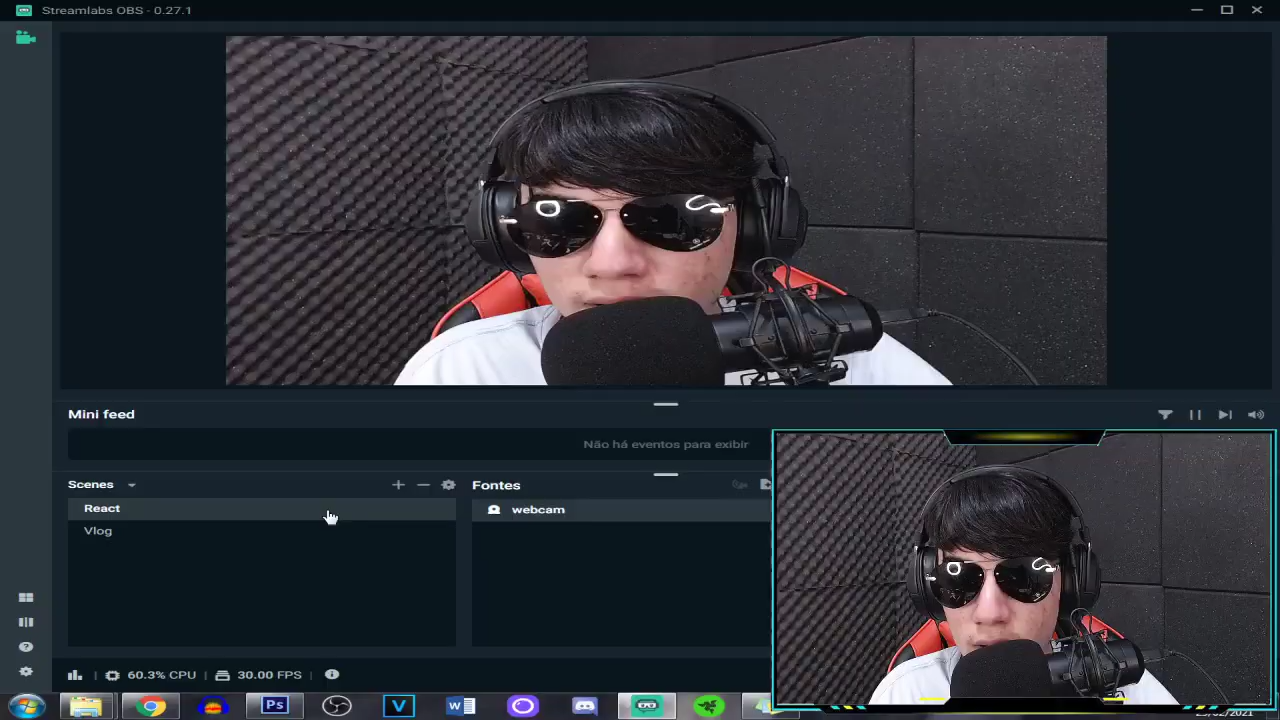 Streamlabs OBS - 0.27.1
Mini feed
Não há eventos para exibir
Scenes
Fontes
React
webcam
Vlog
60.3% CPU
30.00 FPS
Ps
V
W